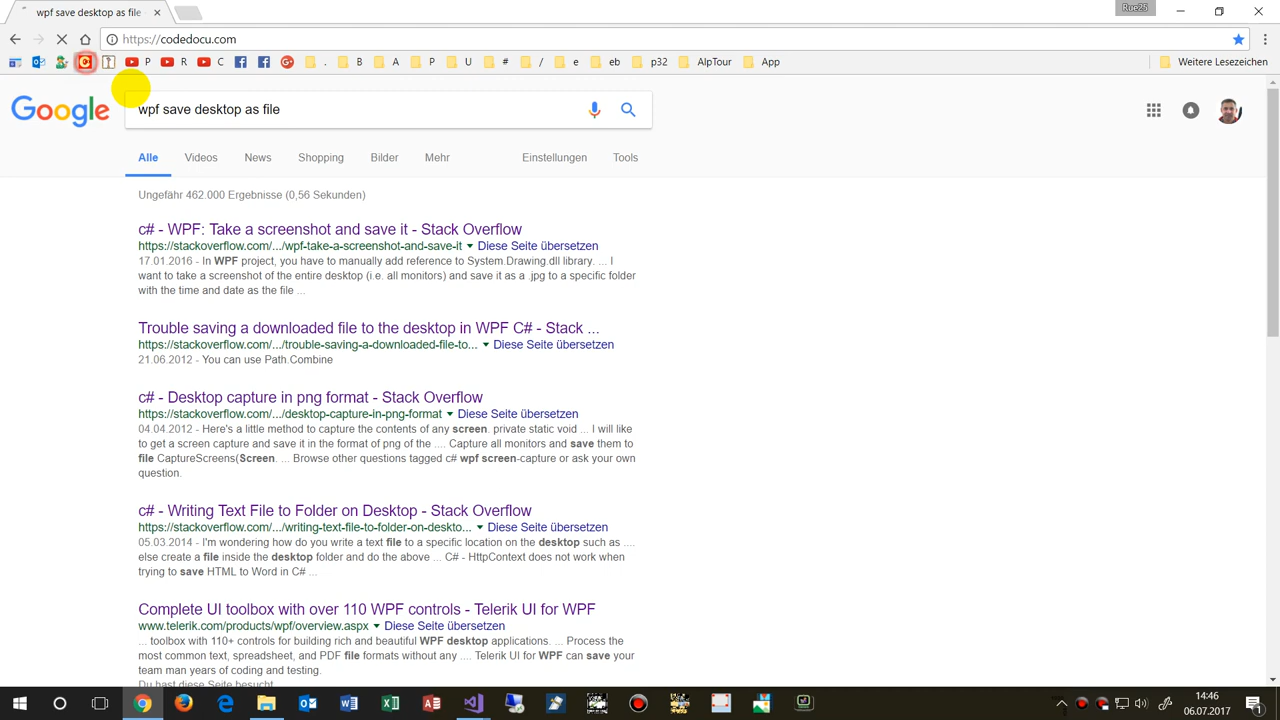 wpf save desktop as file
Rue25
https://codedocu.com
P R C . B A P U # / e eb p32 AlpTour App Weitere Lesezeichen
Google
wpf save desktop as file
Alle Videos News Shopping Bilder Mehr Einstellungen Tools
Ungefähr 462.000 Ergebnisse (0,56 Sekunden)
c# - WPF: Take a screenshot and save it - Stack Overflow
https://stackoverflow.com/.../wpf-take-a-screenshot-and-save-it Diese Seite übersetzen
17.01.2016 - In WPF project, you have to manually add reference to System.Drawing.dll library. ... I
want to take a screenshot of the entire desktop (i.e. all monitors) and save it as a .jpg to a specific folder
with the time and date as the file ...
Trouble saving a downloaded file to the desktop in WPF C# - Stack ...
https://stackoverflow.com/.../trouble-saving-a-downloaded-file-to... Diese Seite übersetzen
21.06.2012 - You can use Path.Combine
c# - Desktop capture in png format - Stack Overflow
https://stackoverflow.com/.../desktop-capture-in-png-format Diese Seite übersetzen
04.04.2012 - Here's a little method to capture the contents of any screen. private static void ... I will like
to get a screen capture and save it in the format of png of the .... Capture all monitors and save them to
file CaptureScreens(Screen. ... Browse other questions tagged c# wpf screen-capture or ask your own
question.
c# - Writing Text File to Folder on Desktop - Stack Overflow
https://stackoverflow.com/.../writing-text-file-to-folder-on-deskto... Diese Seite übersetzen
05.03.2014 - I'm wondering how do you write a text file to a specific location on the desktop such as ....
else create a file inside the desktop folder and do the above ... C# - HttpContext does not work when
trying to save HTML to Word in C# ...
Complete UI toolbox with over 110 WPF controls - Telerik UI for WPF
www.telerik.com/products/wpf/overview.aspx Diese Seite übersetzen
... toolbox with 110+ controls for building rich and beautiful WPF desktop applications. ... Process the
most common text, spreadsheet, and PDF file formats without any .... Telerik UI for WPF can save your
team man years of coding and testing.
Du hast diese Seite besucht.
14:46
06.07.2017